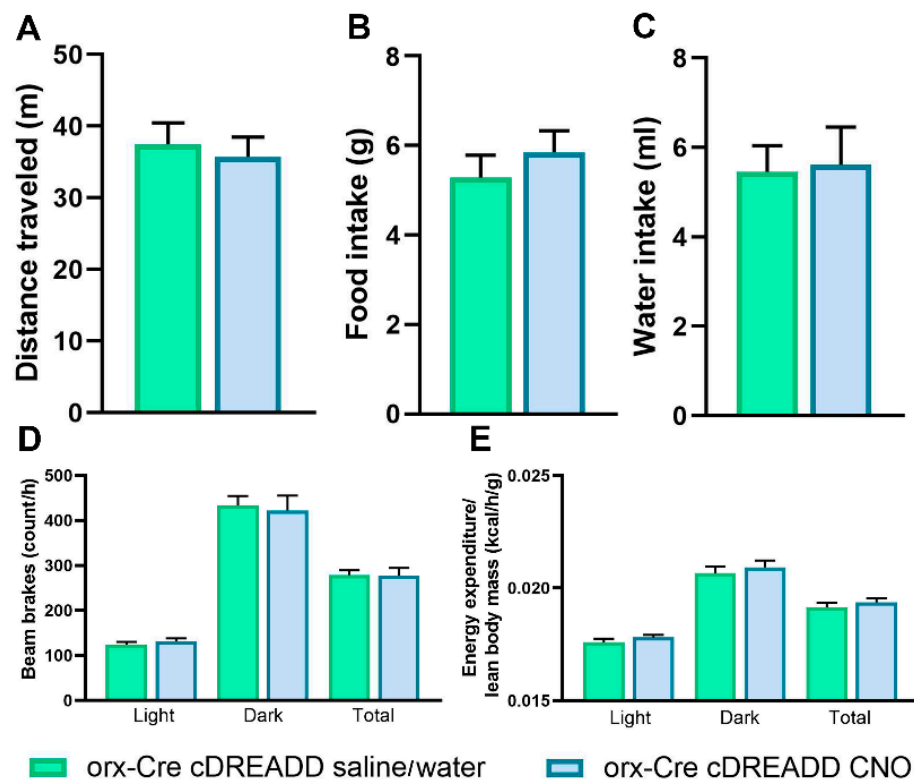 A
B
C
Distance traveled (m)
50
40
30
20
10
0
Food intake (g)
8
6
4
2
0
Water intake (ml)
8
6
4
2
0
D
E
Beam brakes (count/h)
500
400
300
200
100
0
Light Dark Total
Energy expenditure/
lean body mass (kcal/h/g)
0.025
0.020
0.015
Light Dark Total
orx-Cre cDREADD saline/water
orx-Cre cDREADD CNO